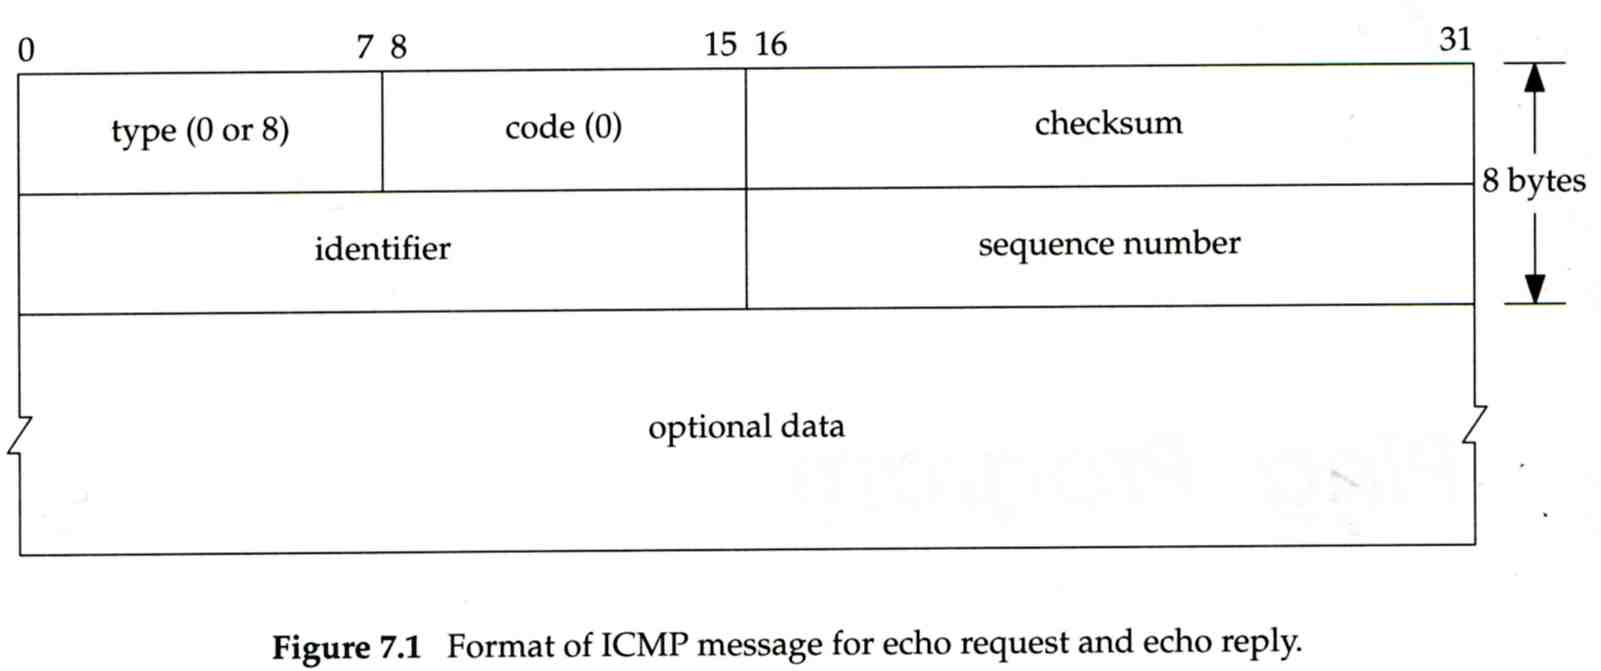 0 7 8 15 16 31
type (0 or 8) code (0) checksum
8 bytes
identifier sequence number
optional data
Figure 7.1 Format of ICMP message for echo request and echo reply.